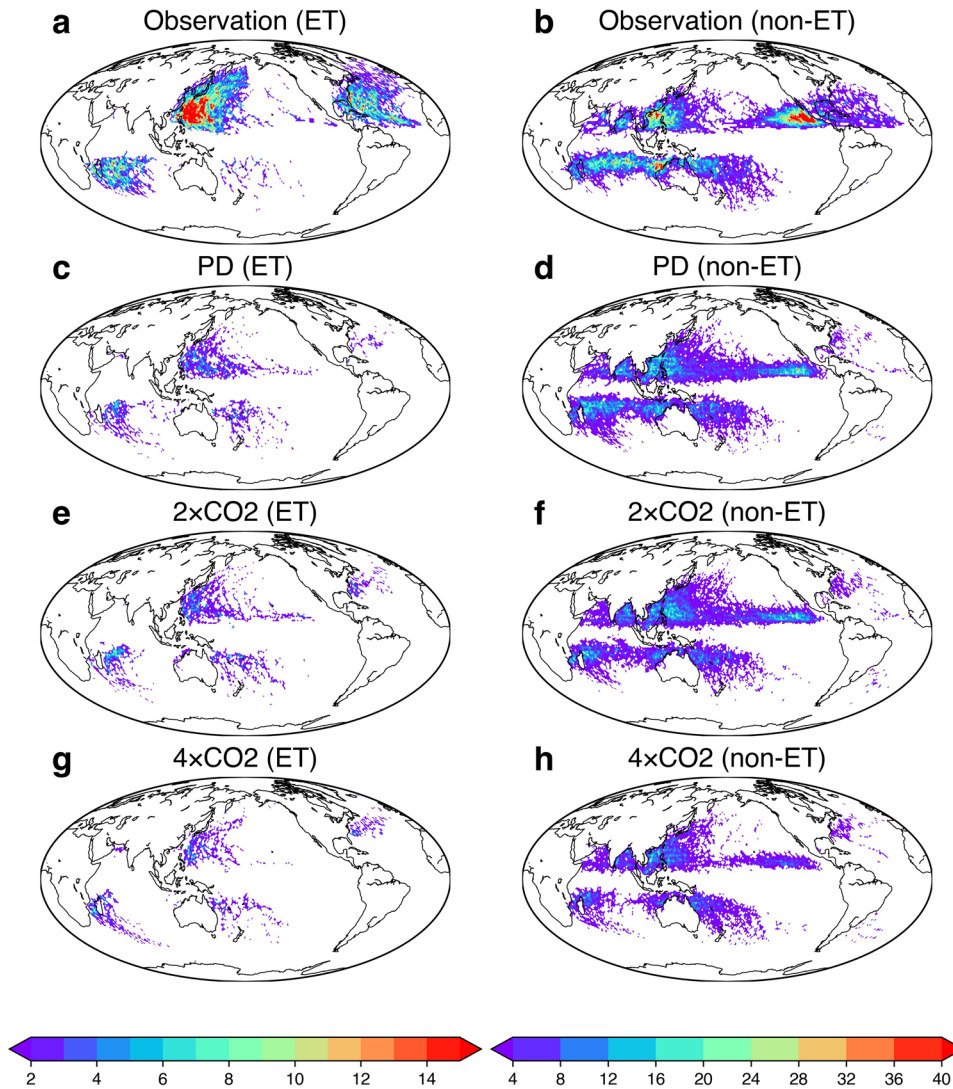 a Observation (ET)
b Observation (non-ET)
c PD (ET)
d PD (non-ET)
e 2×CO2 (ET)
f 2×CO2 (non-ET)
g 4×CO2 (ET)
h 4×CO2 (non-ET)
2 4 6 8 10 12 14
4 8 12 16 24 28 32 36 40